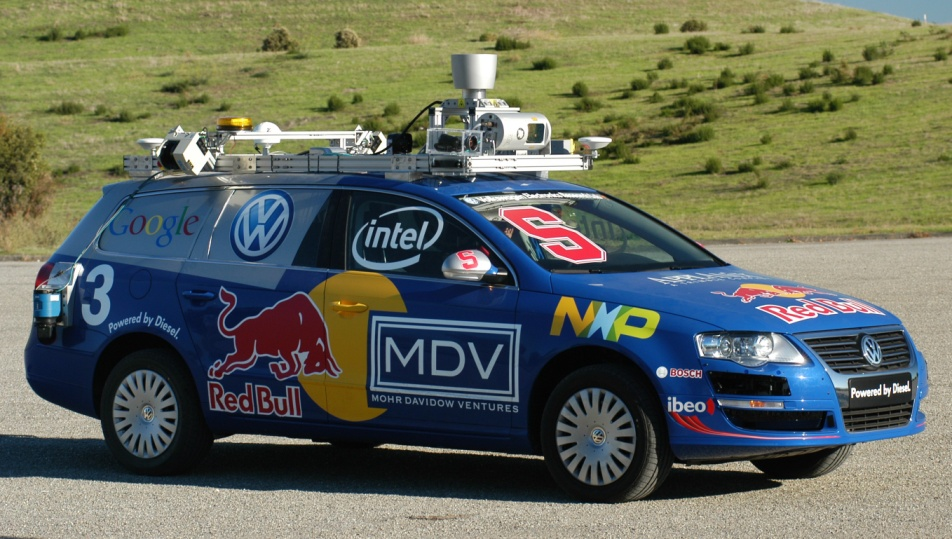 Google
VW
intel
S
S
3
Powered by Diesel.
Red Bull
MDV
MOHR DAVIDOW VENTURES
NXP
Red Bull
BOSCH
ibeo
Powered by Diesel.